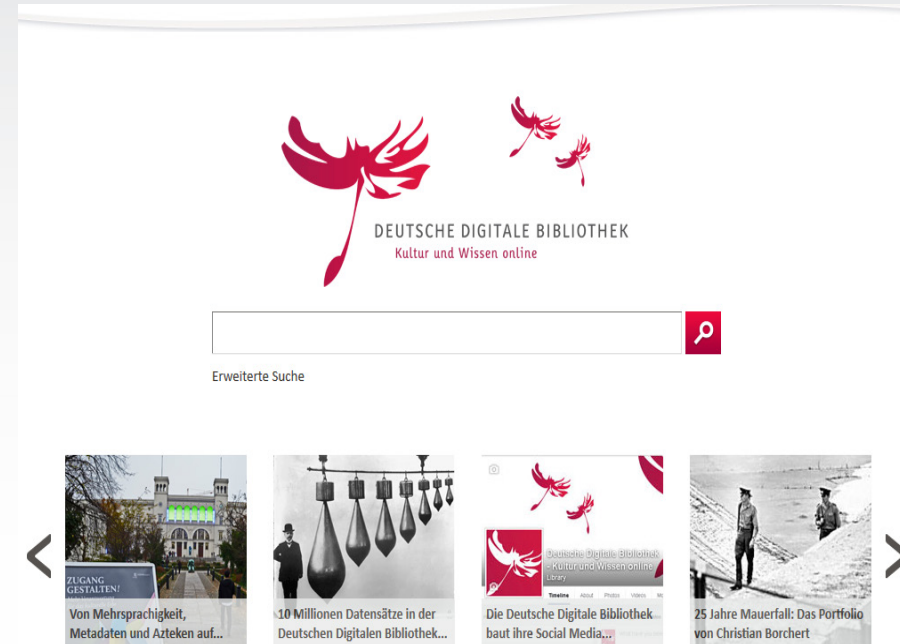 DEUTSCHE DIGITALE BIBLIOTHEK
Kultur und Wissen online
Erweiterte Suche
ZUGANG
GESTALTEN!
Von Mehrsprachigkeit,
Metadaten und Azteken auf...
10 Millionen Datensätze in der
Deutschen Digitalen Bibliothek...
Deutsche Digitale Bibliothek
- Kultur und Wissen online
Library
Timeline About Photos Videos
Die Deutsche Digitale Bibliothek
baut ihre Social Media...
25 Jahre Mauerfall: Das Portfolio
von Christian Borchert